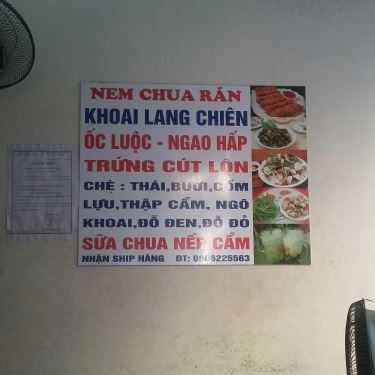 NEM CHUA RÁN
KHOAI LANG CHIÊN
ỐC LUỘC - NGAO HẤP
TRỨNG CÚT LỘN
CHÈ : THÁI,BƯỞI,CỐM
LỰU,THẬP CẨM, NGÔ
KHOAI,ĐỖ ĐEN,ĐỖ ĐỎ
SỮA CHUA NẾP CẨM
NHẬN SHIP HÀNG ĐT: 0906225563